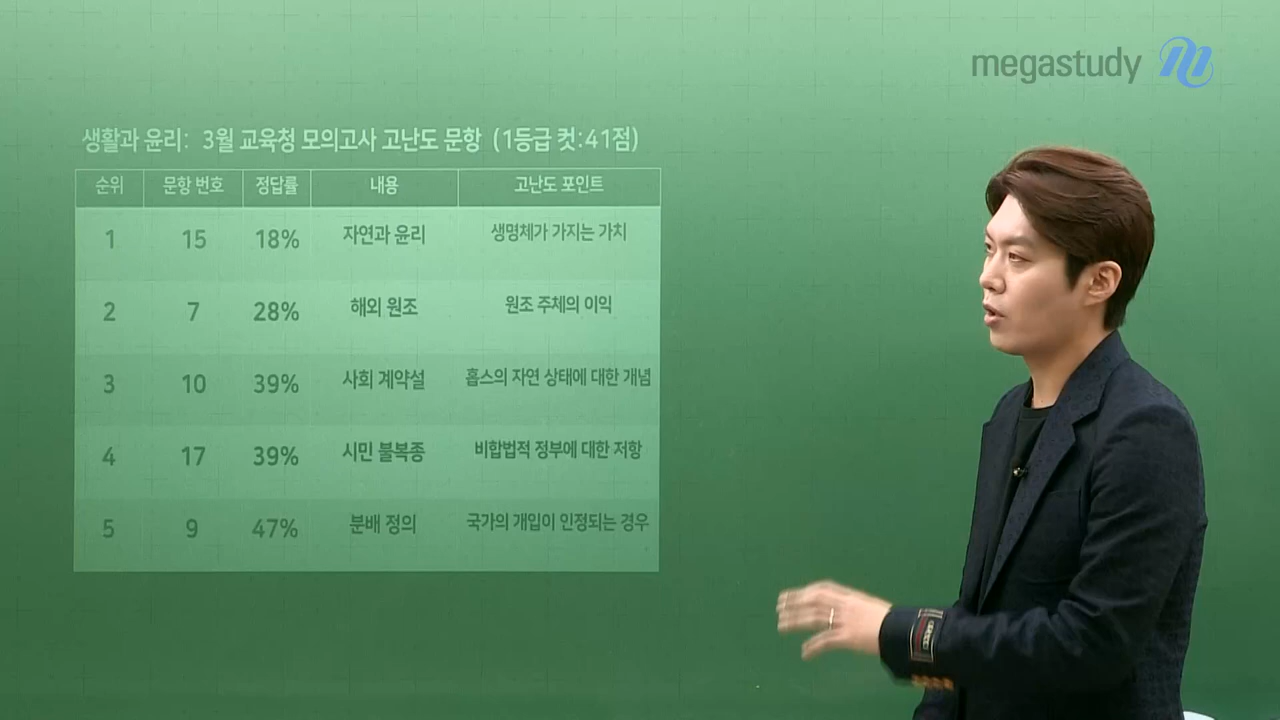 megastudy
생활과 윤리: 3월 교육청 모의고사 고난도 문항 (1등급 컷:41점)
순위 문항 번호 정답률 내용 고난도 포인트
1 15 18% 자연과 윤리 생명체가 가지는 가치
2 7 28% 해외 원조 원조 주체의 이익
3 10 39% 사회 계약설 홉스의 자연 상태에 대한 개념
4 17 39% 시민 불복종 비합법적 정부에 대한 저항
5 9 47% 분배 정의 국가의 개입이 인정되는 경우